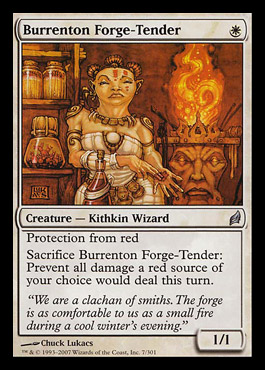 Burrenton Forge-Tender
Creature — Kithkin Wizard
Protection from red
Sacrifice Burrenton Forge-Tender:
Prevent all damage a red source of
your choice would deal this turn.
“We are a clachan of smiths. The forge
is as comfortable to us as a small fire
during a cool winter’s evening.”
1/1
Chuck Lukacs
™ & © 1993–2007 Wizards of the Coast, Inc. 7/301